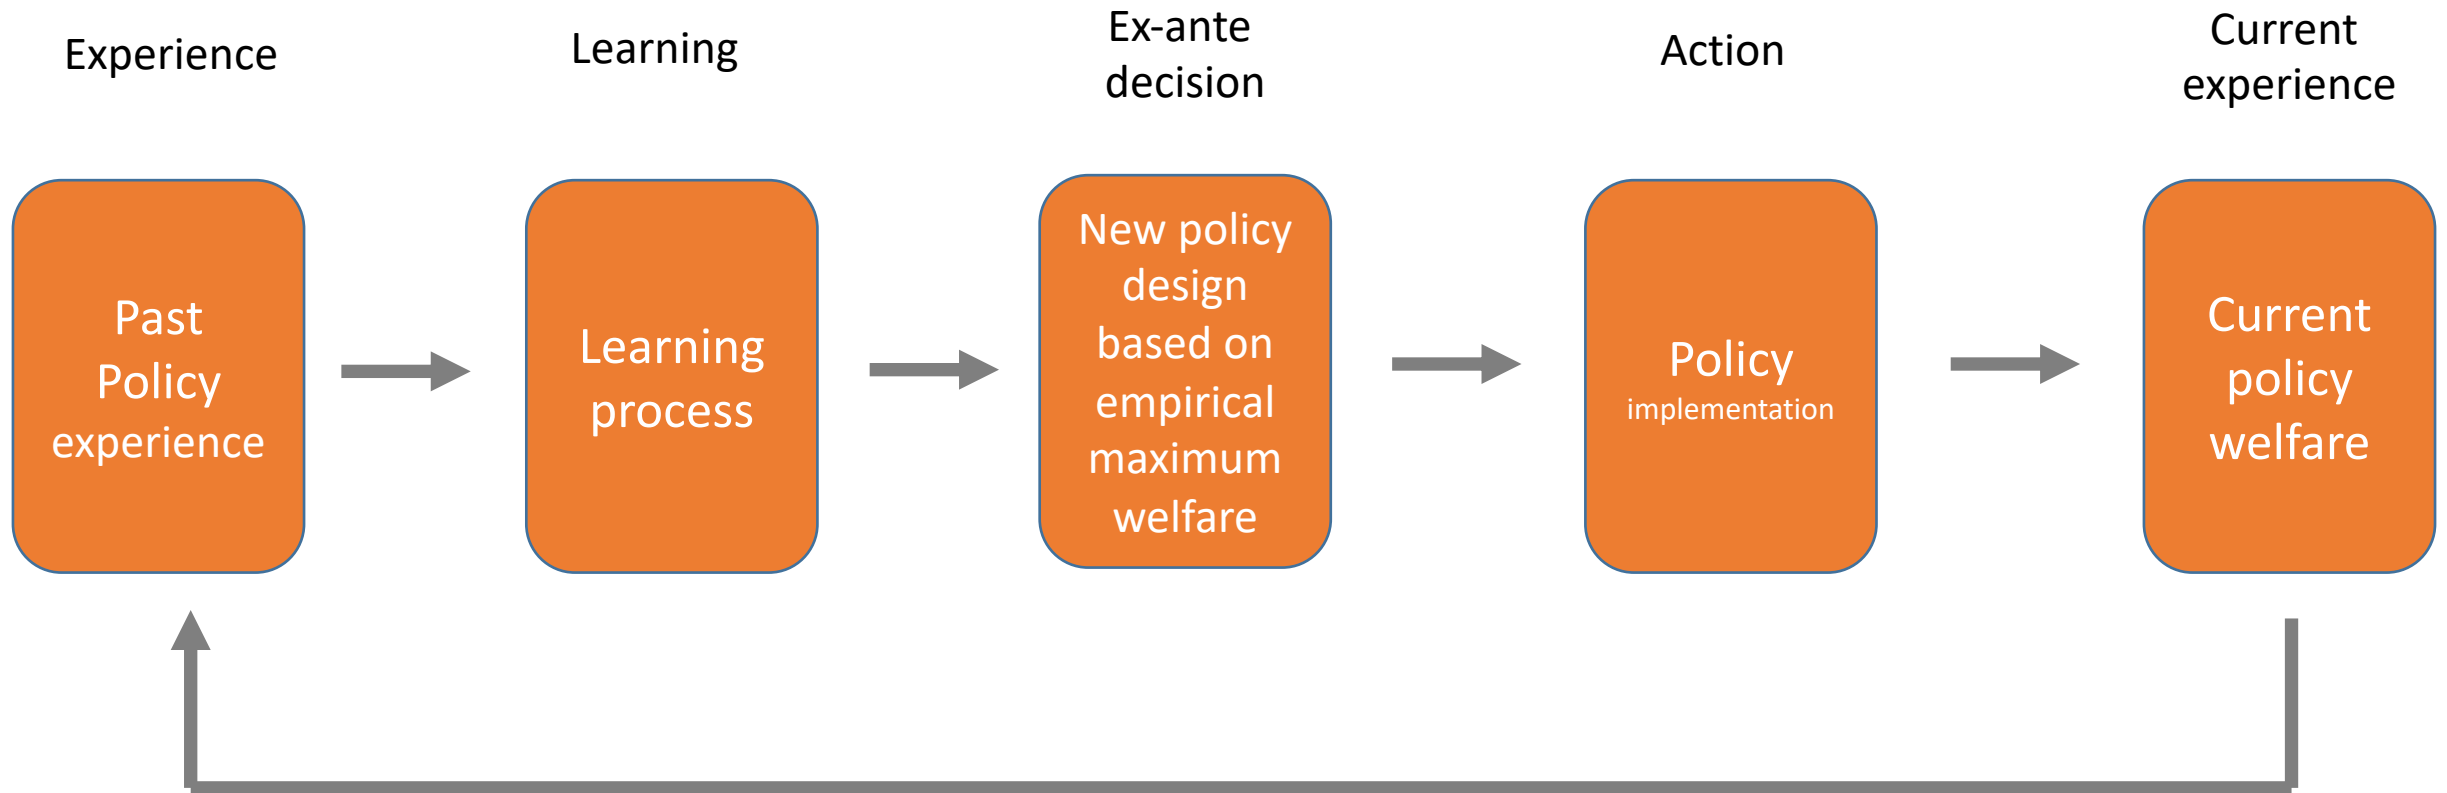 Experience
Learning
Ex-ante
decision
Action
Current
experience
Past
Policy
experience
Learning
process
New policy
design
based on
empirical
maximum
welfare
Policy
implementation
Current
policy
welfare